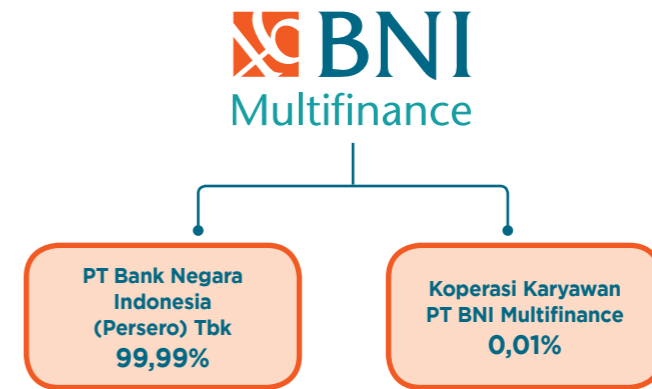 BNI
Multifinance
PT Bank Negara
Indonesia
(Persero) Tbk
99,99%
Koperasi Karyawan
PT BNI Multifinance
0,01%